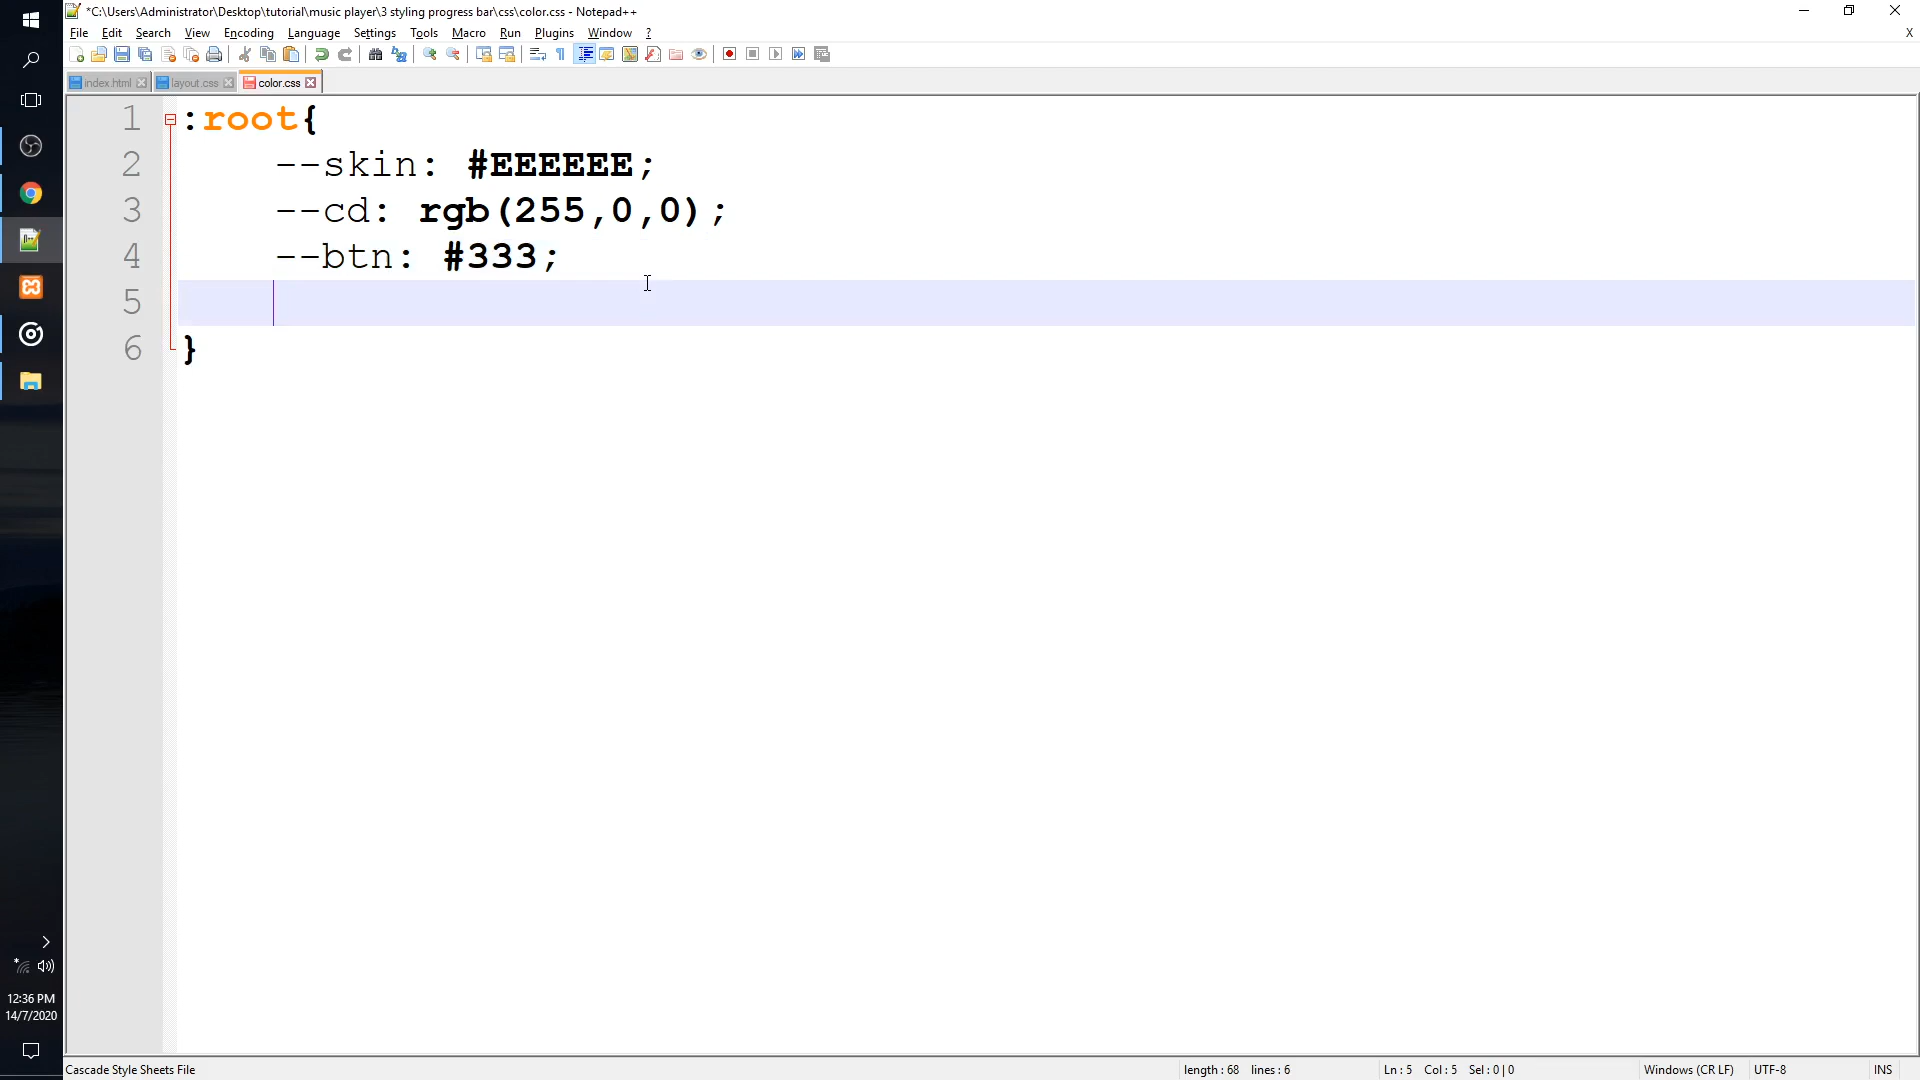 *C:\Users\Administrator\Desktop\tutorial\music player\3 styling progress bar\css\color.css - Notepad++
File Edit Search View Encoding Language Settings Tools Macro Run Plugins Window ?
X
index.html layout.css color.css
1 :root{
2 --skin: #EEEEEE;
3 --cd: rgb(255,0,0);
4 --btn: #333;
5
6 }
12:36 PM
14/7/2020
Cascade Style Sheets File length : 68 lines : 6 Ln : 5 Col : 5 Sel : 0 | 0 Windows (CR LF) UTF-8 INS